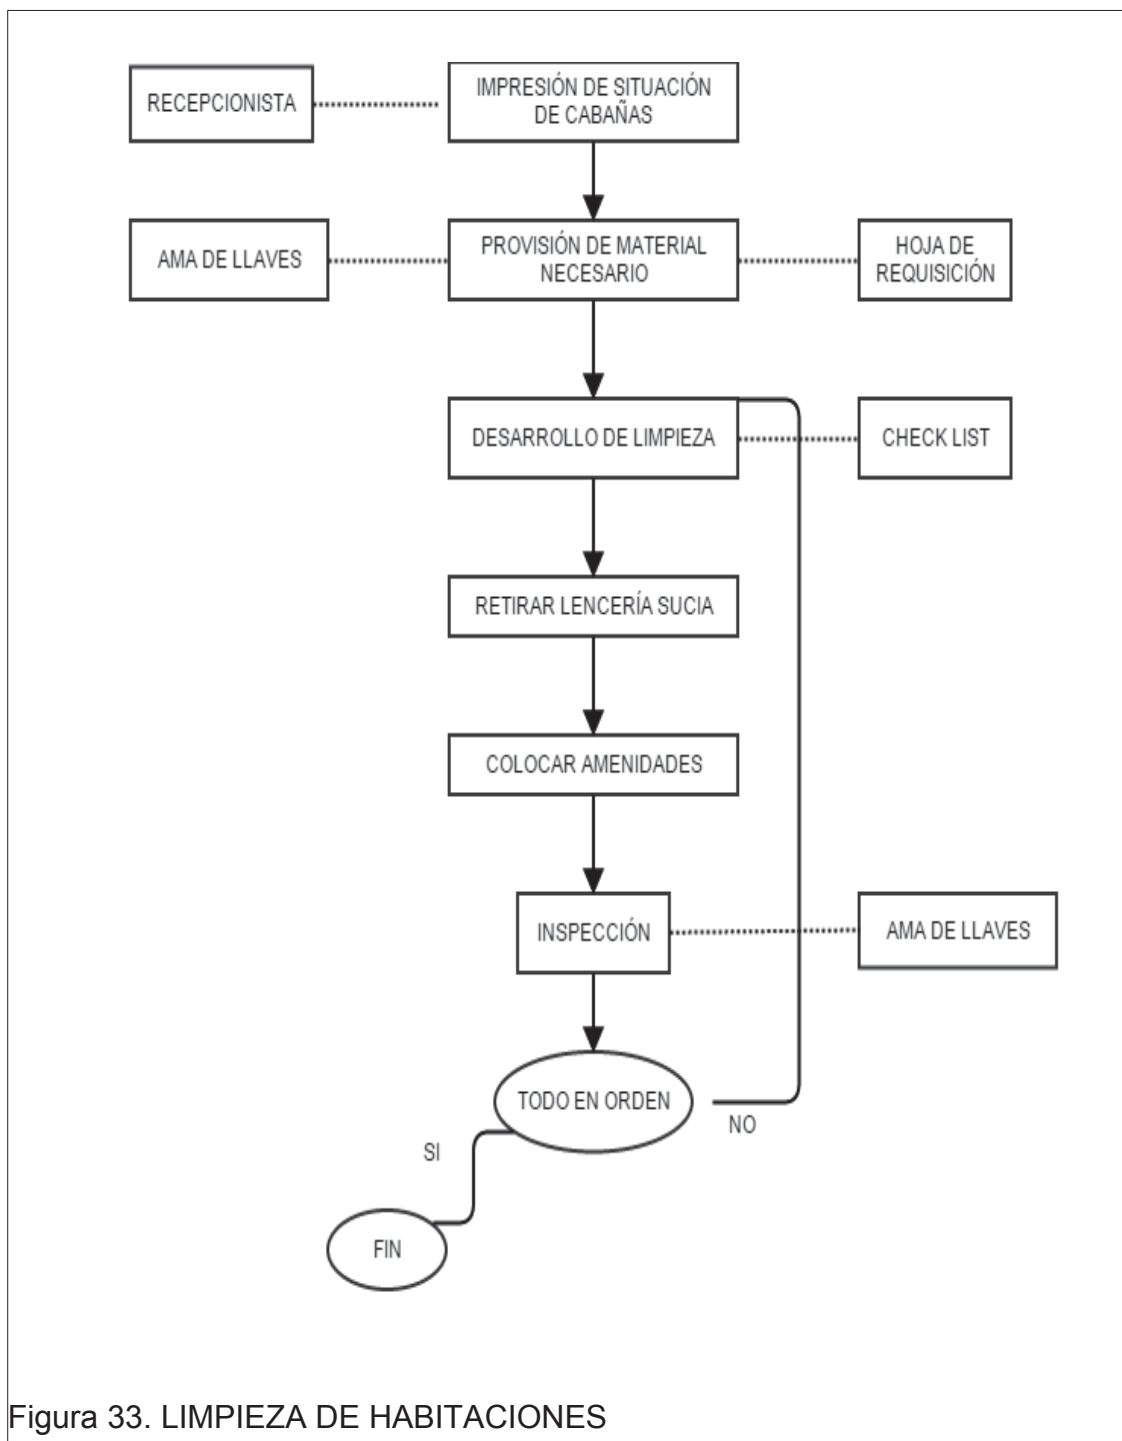 RECEPCIONISTA
IMPRESIÓN DE SITUACIÓN
DE CABAÑAS
AMA DE LLAVES
PROVISIÓN DE MATERIAL
NECESARIO
HOJA DE
REQUISICIÓN
DESARROLLO DE LIMPIEZA
CHECK LIST
RETIRAR LENCERÍA SUCIA
COLOCAR AMENIDADES
INSPECCIÓN
AMA DE LLAVES
TODO EN ORDEN
NO
SI
FIN
Figura 33. LIMPIEZA DE HABITACIONES